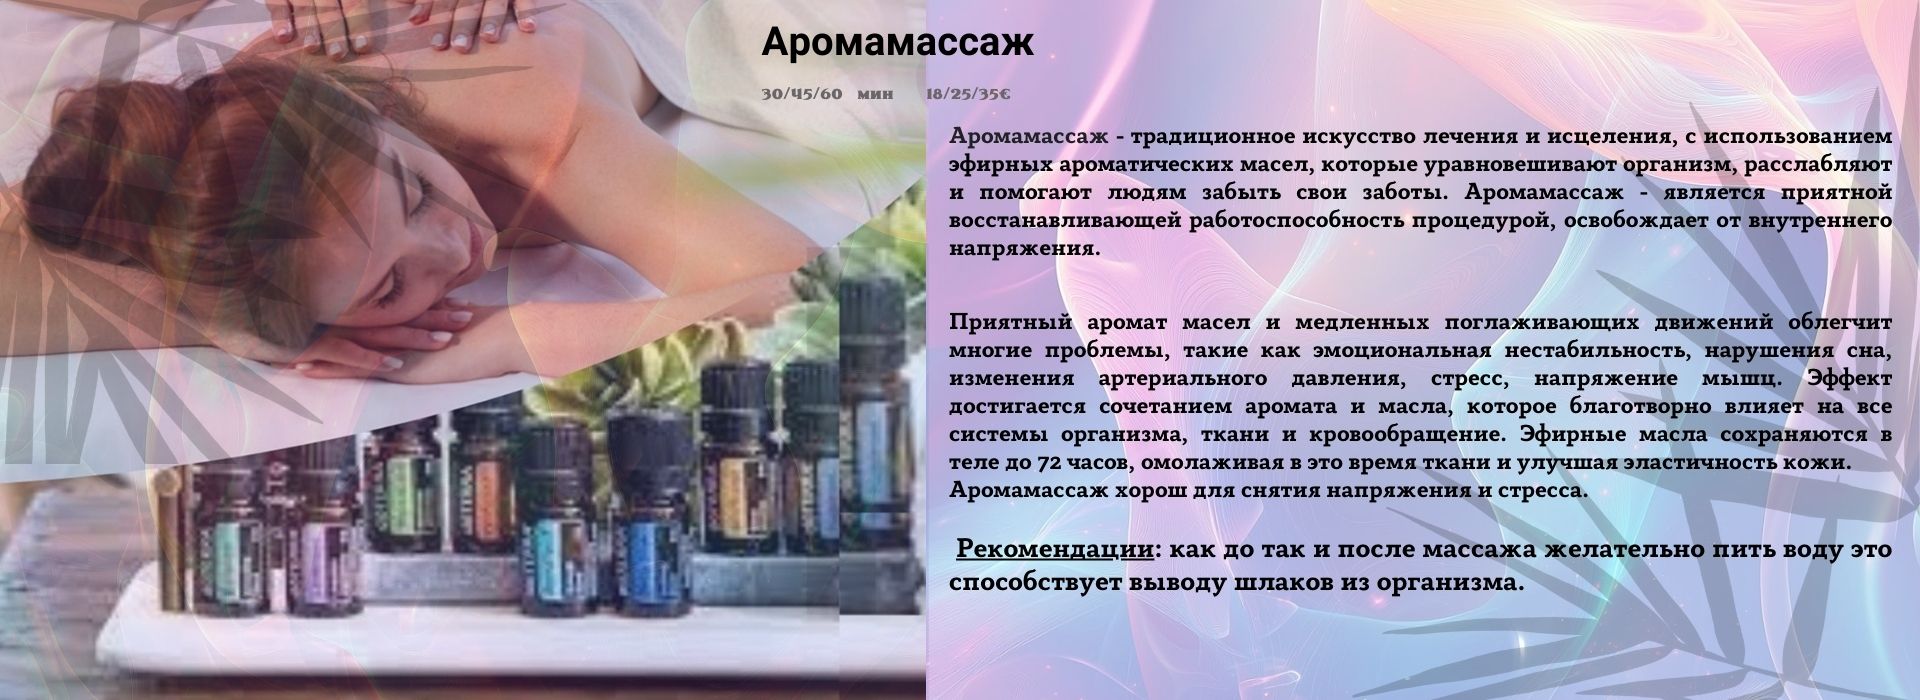 Аромамассаж
30/45/60 мин 18/25/35€
Аромамассаж - традиционное искусство лечения и исцеления, с использованием
эфирных ароматических масел, которые уравновешивают организм, расслабляют
и помогают людям забыть свои заботы. Аромамассаж - является приятной
восстанавливающей работоспособность процедурой, освобождает от внутреннего
напряжения.
Приятный аромат масел и медленных поглаживающих движений облегчит
многие проблемы, такие как эмоциональная нестабильность, нарушения сна,
изменения артериального давления, стресс, напряжение мышц. Эффект
достигается сочетанием аромата и масла, которое благотворно влияет на все
системы организма, ткани и кровообращение. Эфирные масла сохраняются в
теле до 72 часов, омолаживая в это время ткани и улучшая эластичность кожи.
Аромамассаж хорош для снятия напряжения и стресса.
Рекомендации: как до так и после массажа желательно пить воду это
способствует выводу шлаков из организма.